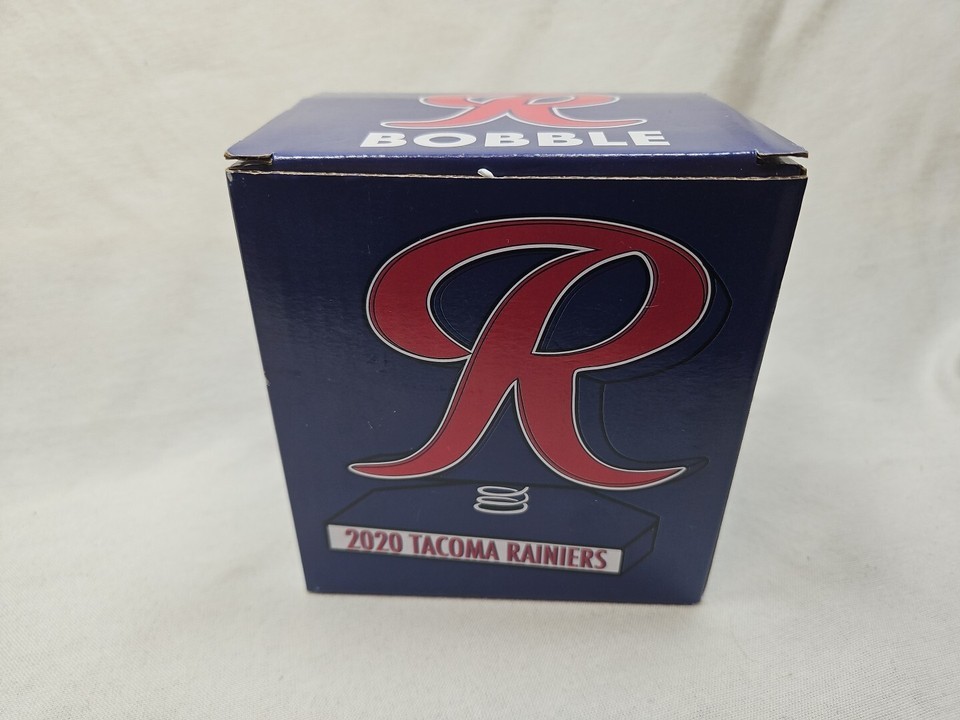 R
BOBBLE
R
2020 TACOMA RAINIERS